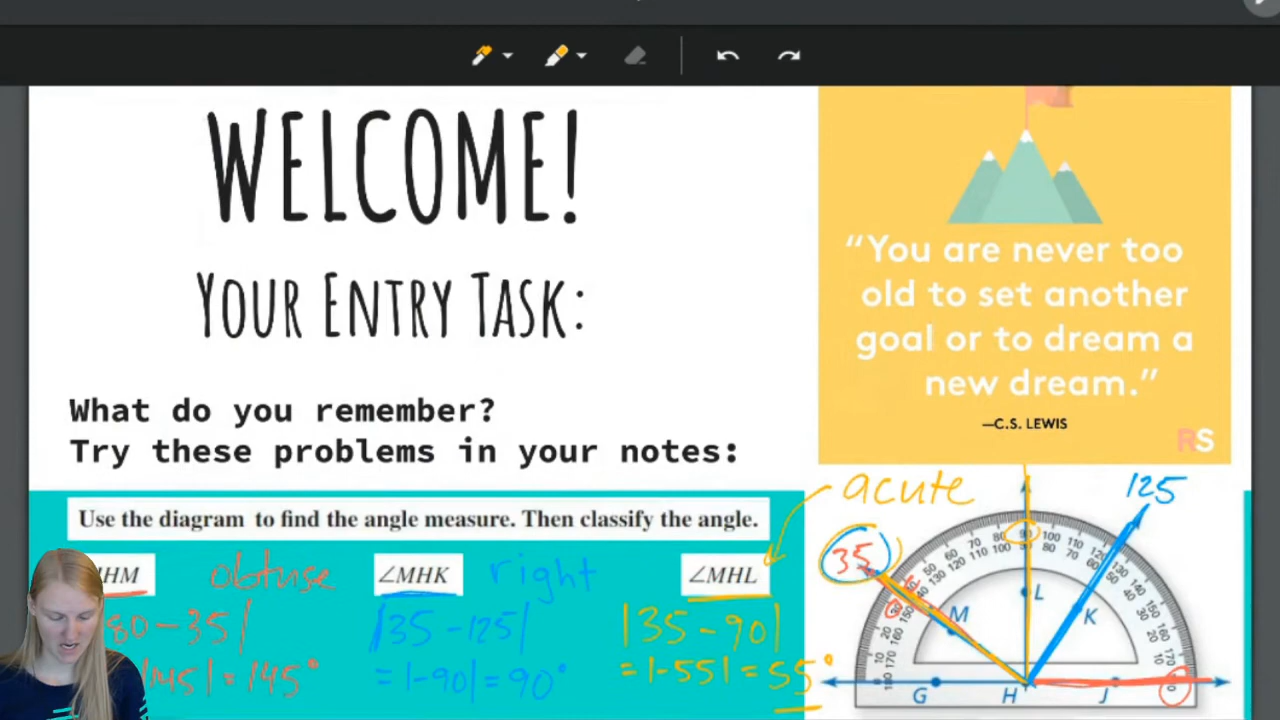 WELCOME!
YOUR ENTRY TASK:
What do you remember?
Try these problems in your notes:
Use the diagram to find the angle measure. Then classify the angle.
HM
obtuse
80 - 35|
|145| = 145°
∠MHK
right
|35 - 125|
= |-90| = 90°
∠MHL
acute
|35 - 90|
= |-55| = 55°
“You are never too
old to set another
goal or to dream a
new dream.”
—C.S. LEWIS
RS
35
125
M
L
K
G
H
J